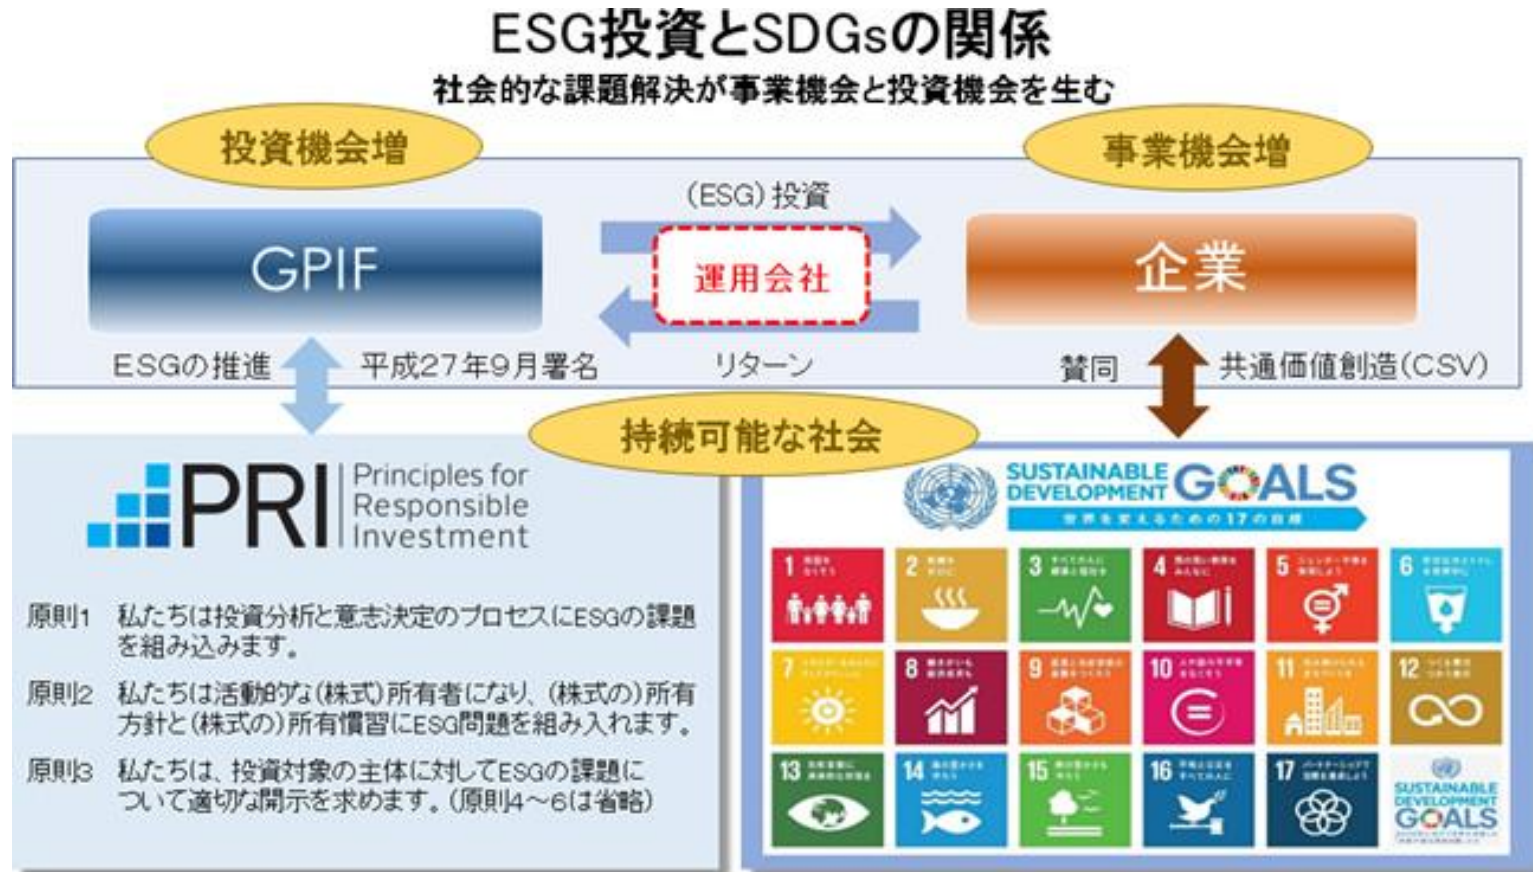 ESG投資とSDGsの関係
社会的な課題解決が事業機会と投資機会を生む
投資機会増
事業機会増
(ESG)投資
GPIF
運用会社
企業
ESGの推進
平成27年9月署名
リターン
賛同
共通価値創造(CSV)
持続可能な社会
PRI
Principles for
Responsible
Investment
原則1 私たちは投資分析と意志決定のプロセスにESGの課題
を組み込みます。
原則2 私たちは活動的な(株式)所有者になり、(株式の)所有
方針と(株式の)所有慣習にESG問題を組み入れます。
原則3 私たちは、投資対象の主体に対してESGの課題に
ついて適切な開示を求めます。(原則4～6は省略)
SUSTAINABLE
DEVELOPMENT
GOALS
世界を変えるための17の目標
1
2
3 すべての人に
健康と福祉を
4
5
6
7
8
9
10
11
12
13
14
15
16
17
SUSTAINABLE
DEVELOPMENT
GOALS